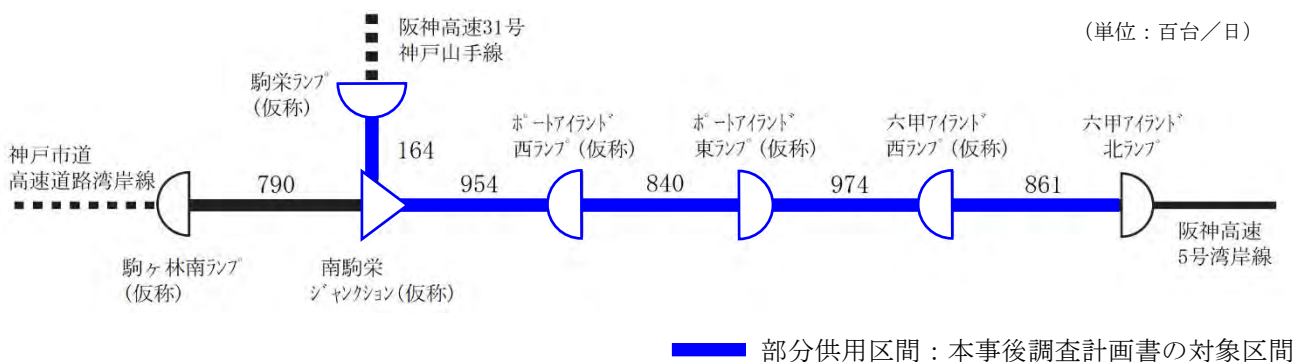 阪神高速31号
神戸山手線
(単位：百台／日)
駒栄ﾗﾝﾌﾟ
(仮称)
ﾎﾟｰﾄｱｲﾗﾝﾄﾞ
西ﾗﾝﾌﾟ(仮称)
ﾎﾟｰﾄｱｲﾗﾝﾄﾞ
東ﾗﾝﾌﾟ(仮称)
六甲ｱｲﾗﾝﾄﾞ
西ﾗﾝﾌﾟ(仮称)
六甲ｱｲﾗﾝﾄﾞ
北ﾗﾝﾌﾟ
神戸市道
高速道路湾岸線
164
790
954
840
974
861
阪神高速
5号湾岸線
駒ヶ林南ﾗﾝﾌﾟ
(仮称)
南駒栄
ｼﾞｬﾝｸｼｮﾝ(仮称)
部分供用区間：本事後調査計画書の対象区間